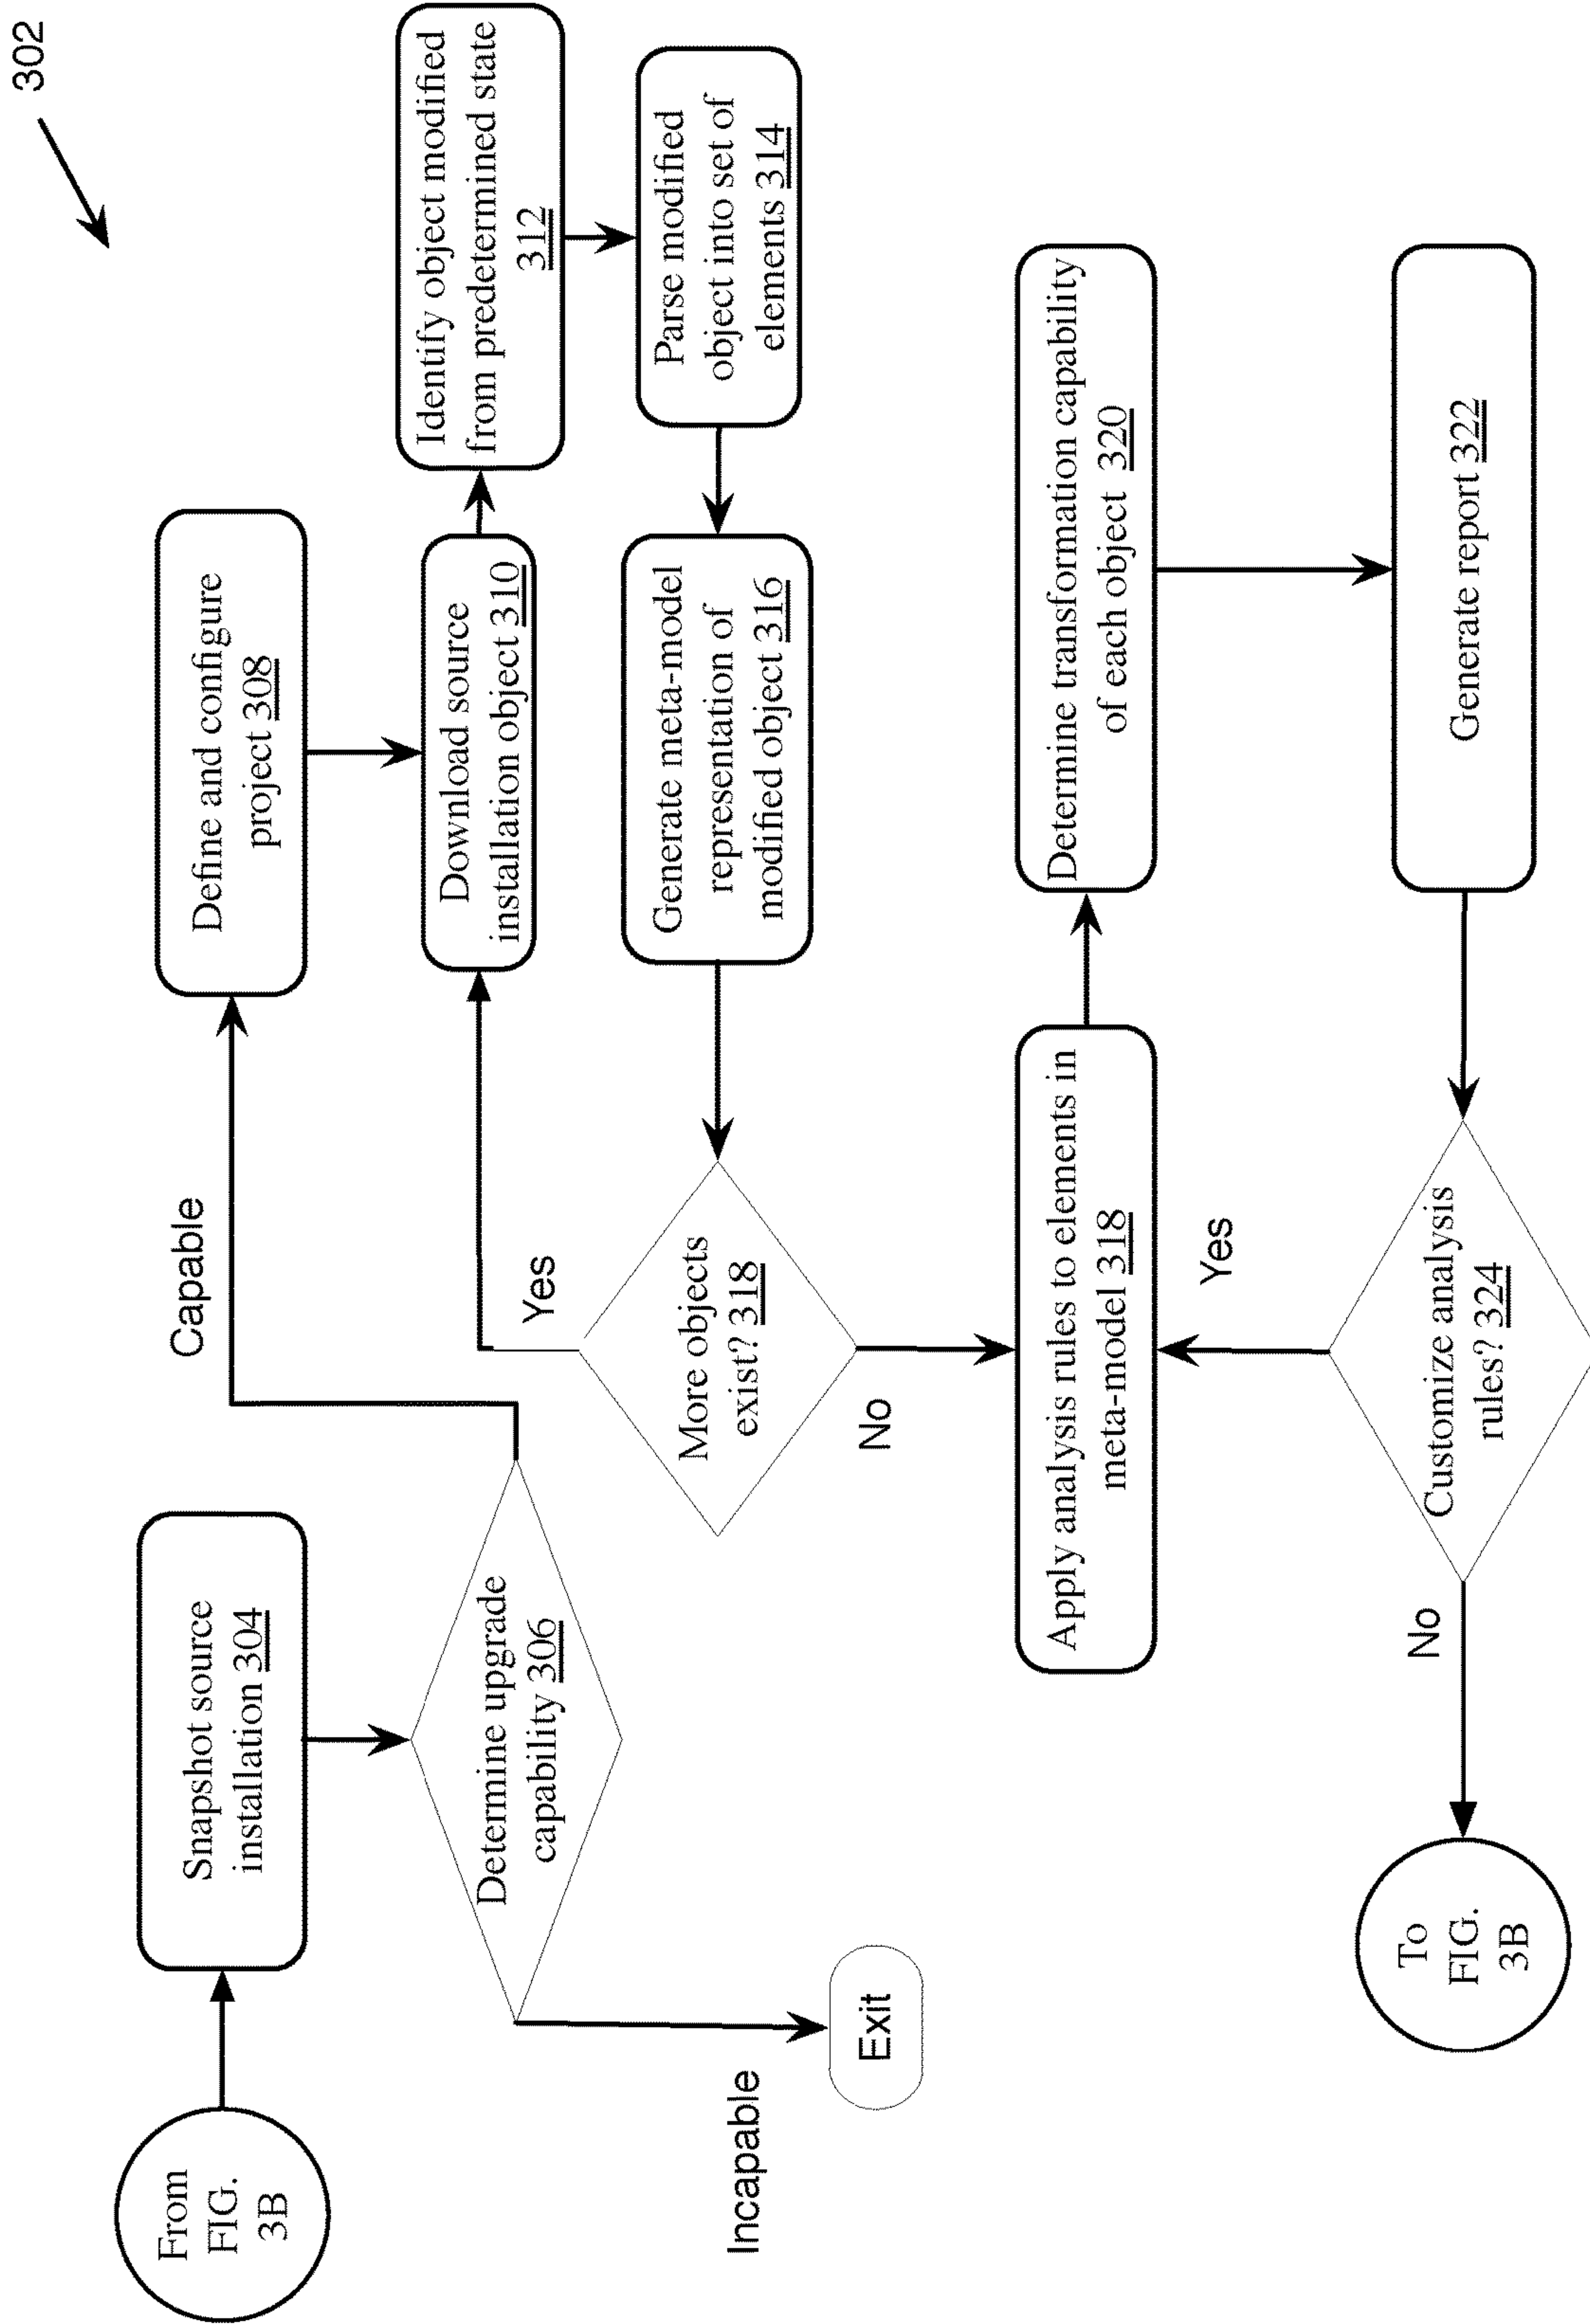 302
From
FIG.
3B
Snapshot source
installation 304
Determine upgrade
capability 306
Incapable
Exit
Capable
Define and configure
project 308
Download source
installation object 310
Identify object modified
from predetermined state
312
Parse modified
object into set of
elements 314
Generate meta-model
representation of
modified object 316
More objects
exist? 318
Yes
No
Apply analysis rules to elements in
meta-model 318
Determine transformation capability
of each object 320
Generate report 322
Customize analysis
rules? 324
Yes
No
To
FIG.
3B